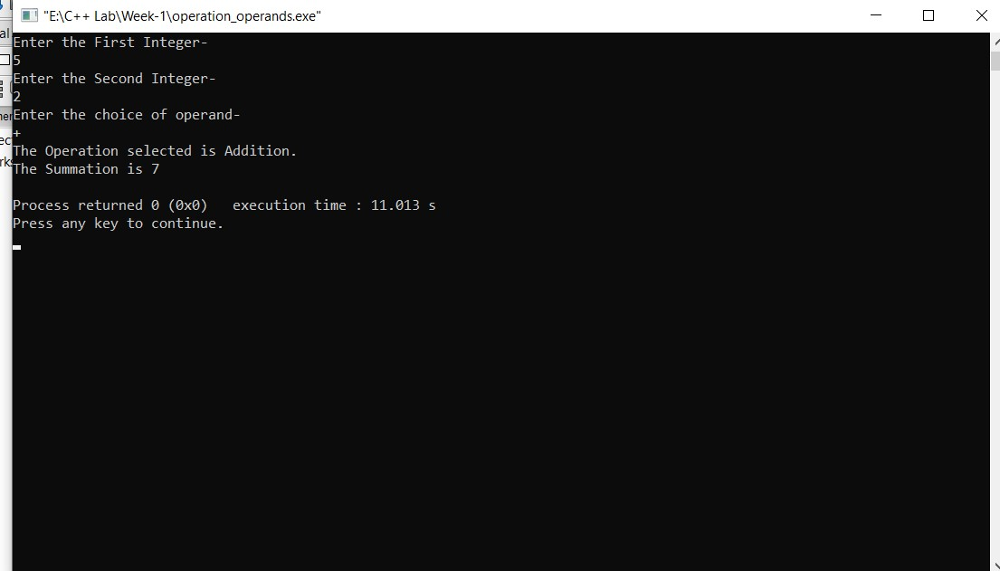 "E:\C++ Lab\Week-1\operation_operands.exe"
Enter the First Integer-
5
Enter the Second Integer-
2
Enter the choice of operand-
+
The Operation selected is Addition.
The Summation is 7
Process returned 0 (0x0)   execution time : 11.013 s
Press any key to continue.